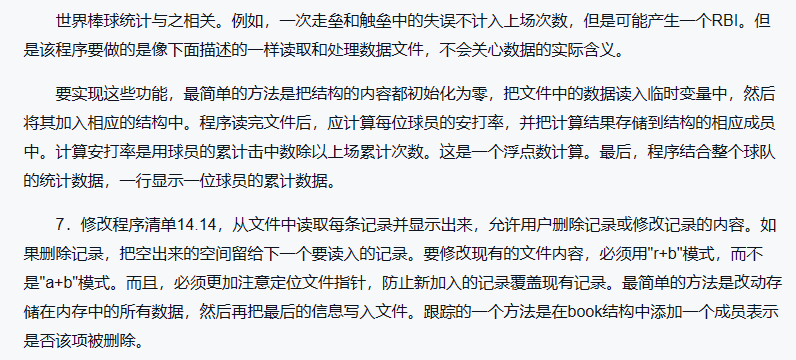 世界棒球统计与之相关。例如，一次走垒和触垒中的失误不计入上场次数，但是可能产生一个RBI。但
是该程序要做的是像下面描述的一样读取和处理数据文件，不会关心数据的实际含义。
要实现这些功能，最简单的方法是把结构的内容都初始化为零，把文件中的数据读入临时变量中，然后
将其加入相应的结构中。程序读完文件后，应计算每位球员的安打率，并把计算结果存储到结构的相应成员
中。计算安打率是用球员的累计击中数除以上场累计次数。这是一个浮点数计算。最后，程序结合整个球队
的统计数据，一行显示一位球员的累计数据。
7．修改程序清单14.14，从文件中读取每条记录并显示出来，允许用户删除记录或修改记录的内容。如
果删除记录，把空出来的空间留给下一个要读入的记录。要修改现有的文件内容，必须用"r+b"模式，而不
是"a+b"模式。而且，必须更加注意定位文件指针，防止新加入的记录覆盖现有记录。最简单的方法是改动存
储在内存中的所有数据，然后再把最后的信息写入文件。跟踪的一个方法是在book结构中添加一个成员表示
是否该项被删除。